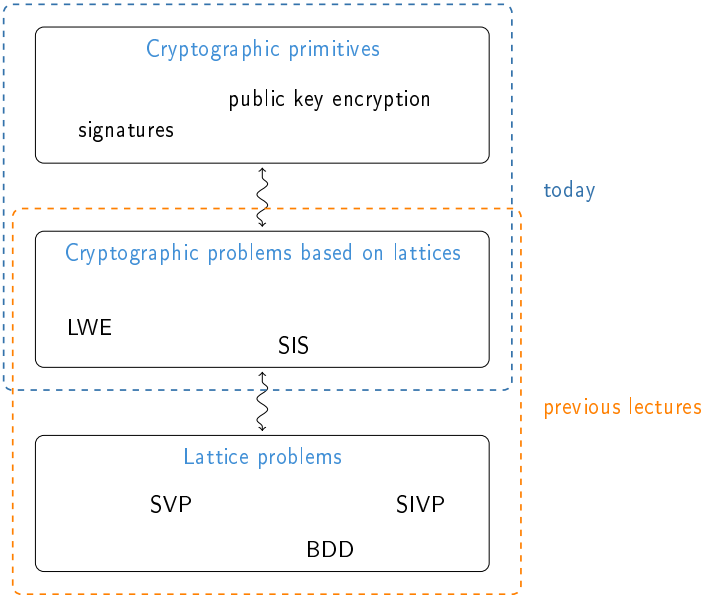 Cryptographic primitives
public key encryption
signatures
today
Cryptographic problems based on lattices
LWE
SIS
previous lectures
Lattice problems
SVP
SIVP
BDD